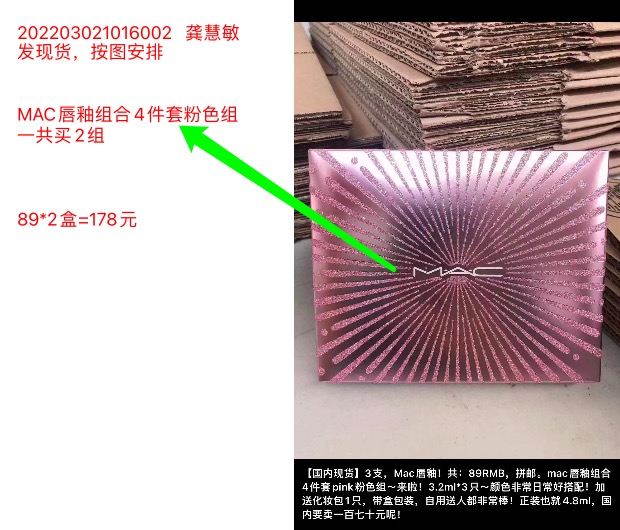 202203021016002 龚慧敏
发现货，按图安排
MAC唇釉组合4件套粉色组
一共买2组
89*2盒=178元
MAC
【国内现货】3支，Mac唇釉！共：89RMB，拼邮。mac唇釉组合
4件套pink粉色组～来啦！3.2ml*3只～颜色非常日常好搭配！加
送化妆包1只，带盒包装，自用送人都非常棒！正装也就4.8ml，国
内要卖一百七十元呢！